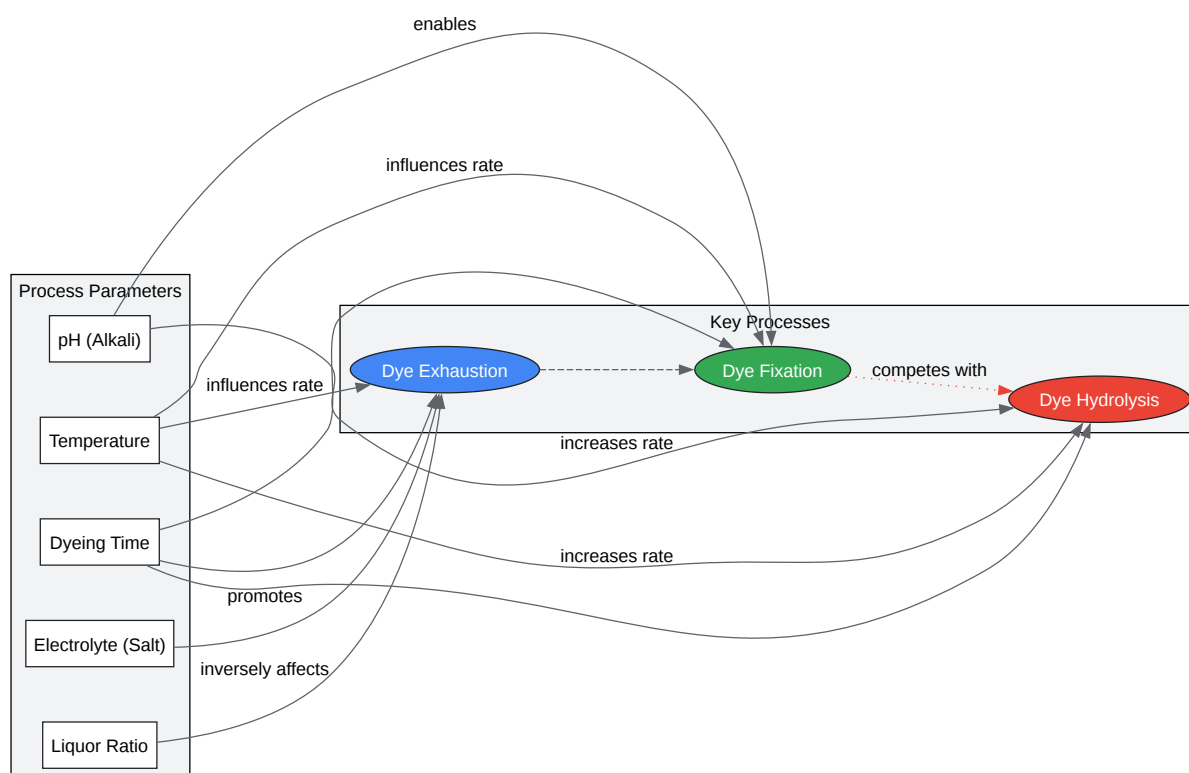 enables
influences rate
Process Parameters
pH (Alkali)
Key Processes
Dye Exhaustion
Dye Fixation
competes with
influences rate
Dye Hydrolysis
Temperature
increases rate
Dyeing Time
increases rate
promotes
Electrolyte (Salt)
inversely affects
Liquor Ratio